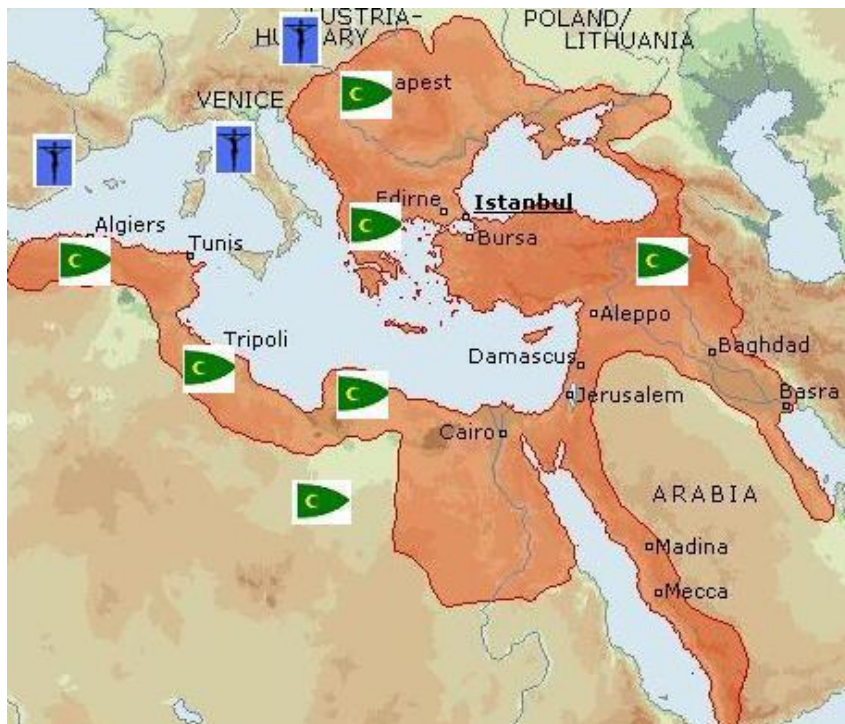 POLAND/
LITHUANIA
USTRIA-
HU ARY
apest
VENICE
Edirne
Istanbul
Bursa
Algiers
Tunis
Aleppo
Tripoli
Damascus
Baghdad
Jerusalem
Basra
Cairo
ARABIA
Madina
Mecca